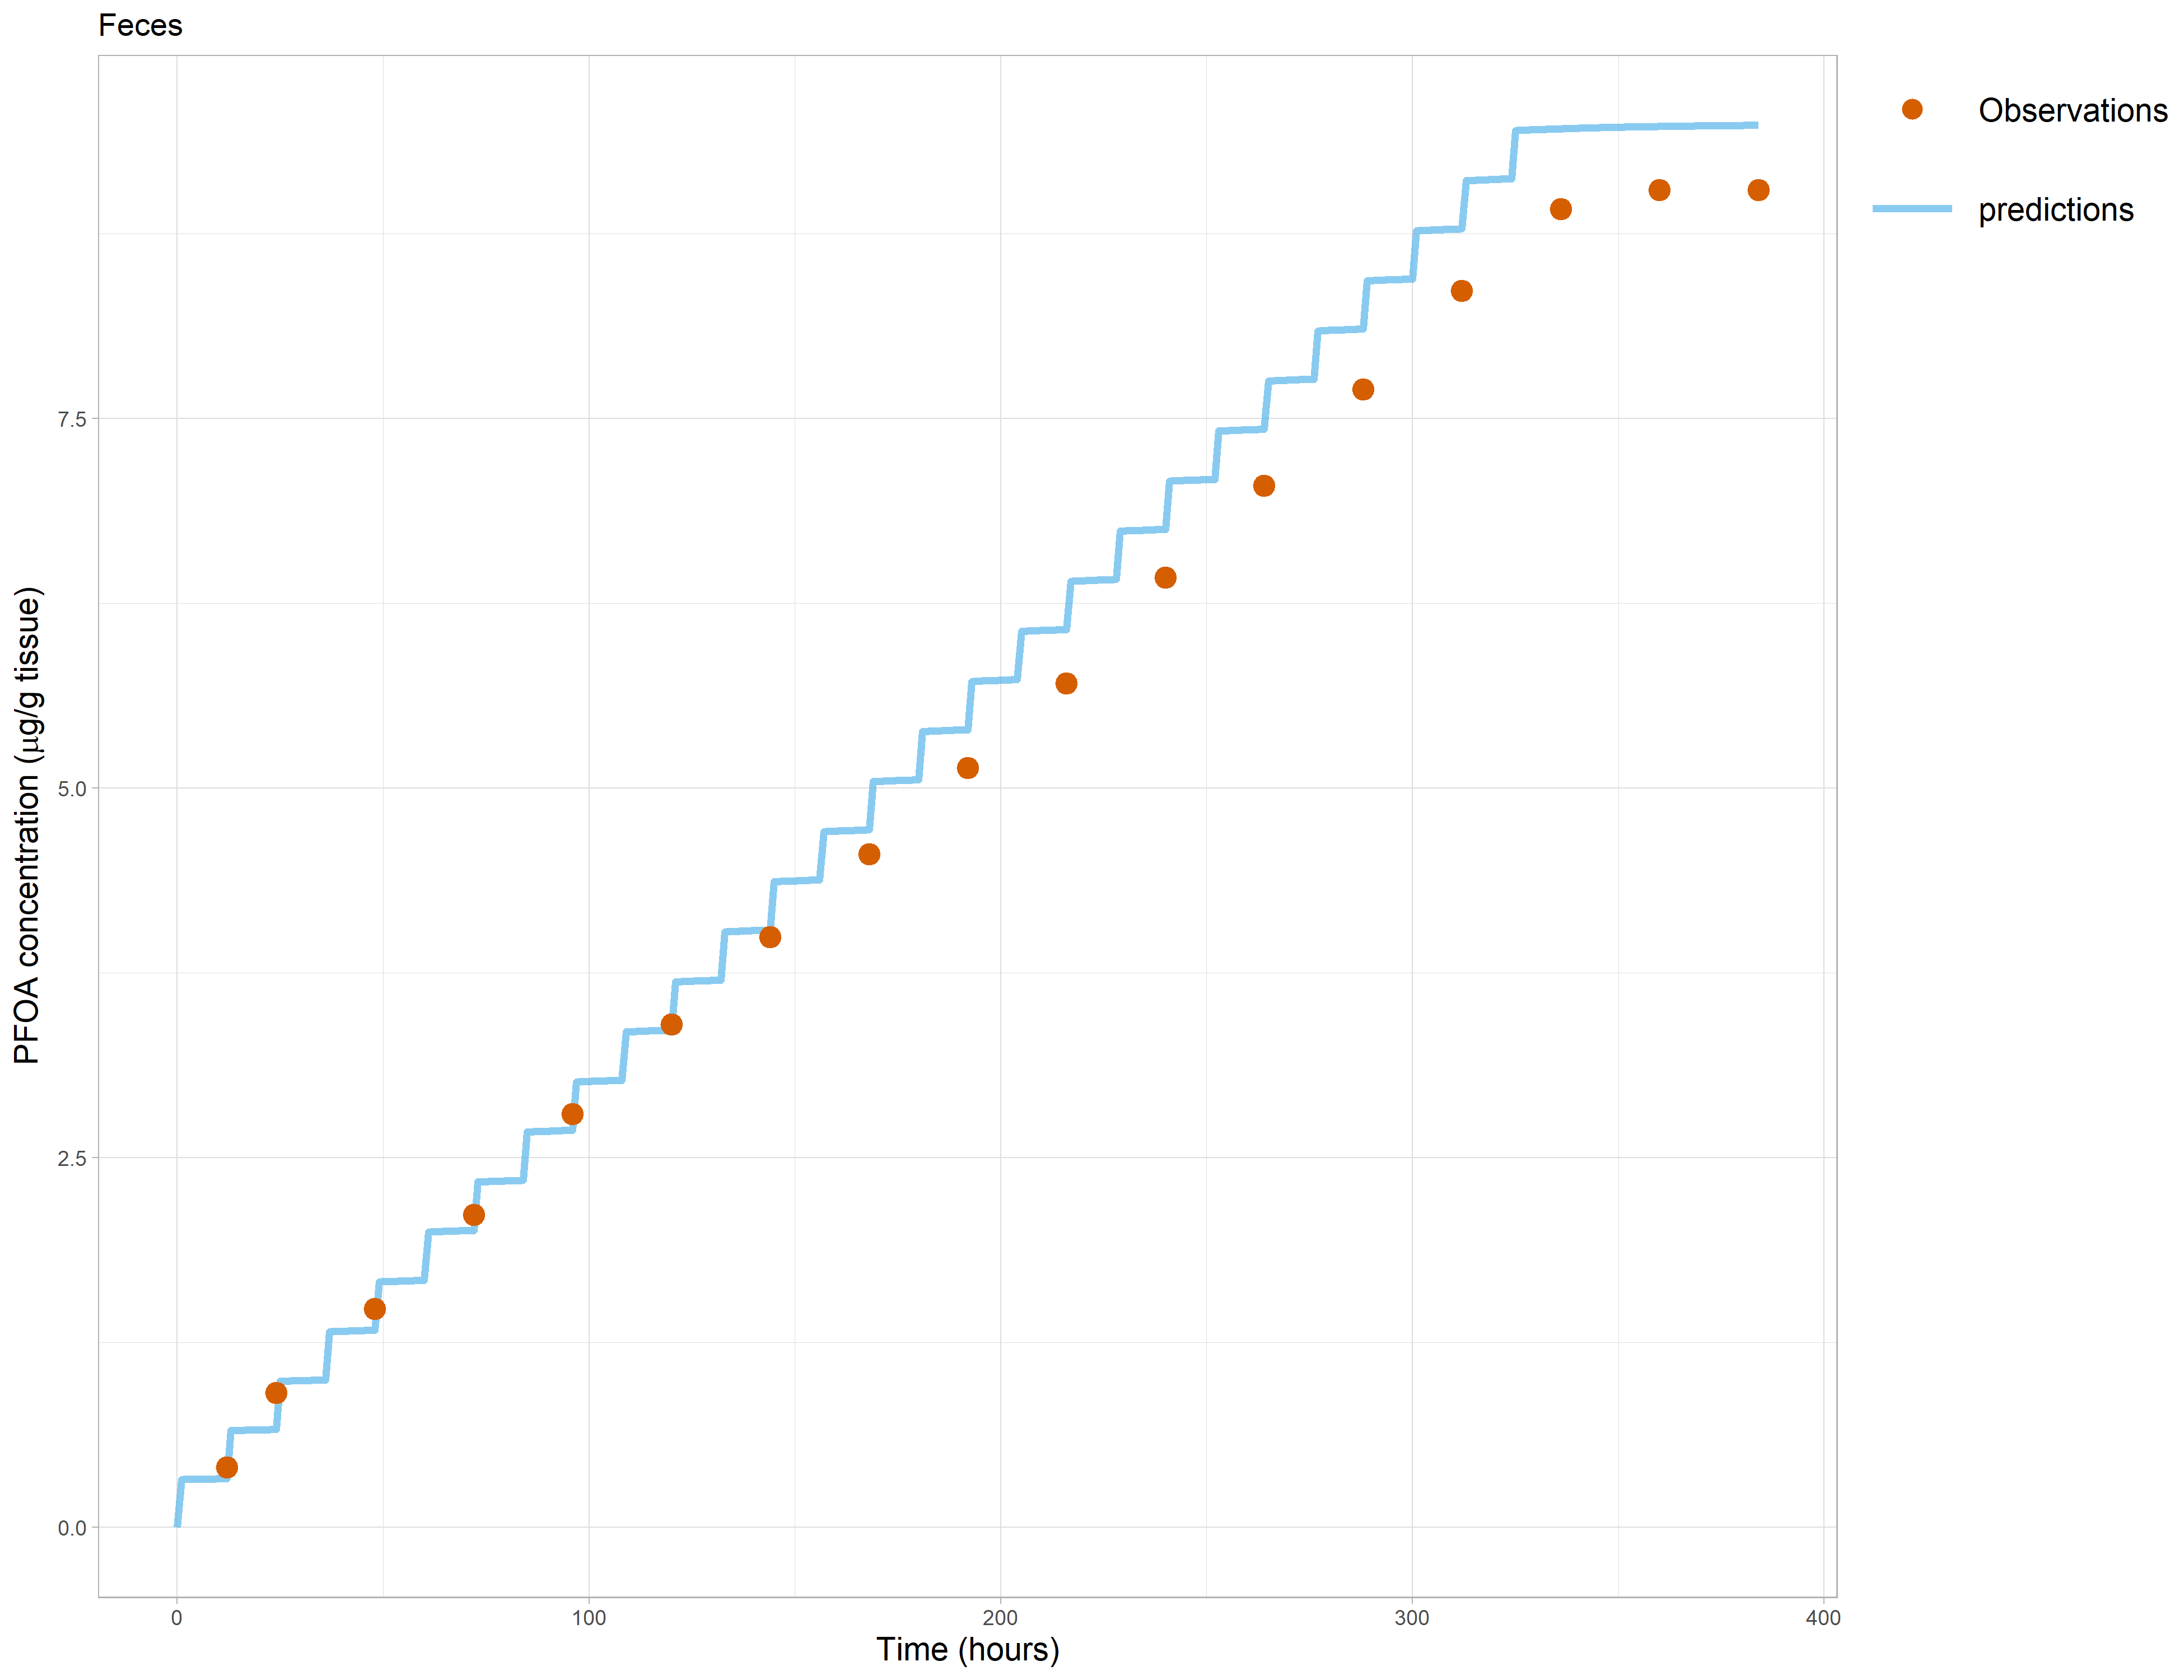 Feces
Observations
predictions
PFOA concentration (μg/g tissue)
7.5
5.0
2.5
0.0
0
100
200
300
400
Time (hours)